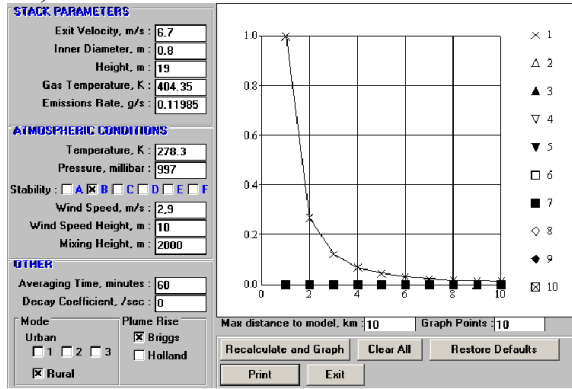 STACK PARAMETERS
Exit Velocity, m/s : 6.7
Inner Diameter, m : 0.8
Height, m : 19
Gas Temperature, K : 404.35
Emissions Rate, g/s : 0.11985
ATMOSPHERIC CONDITIONS
Temperature, K : 278.3
Pressure, millibar : 997
Stability : A B C D E F
Wind Speed, m/s : 2,9
Wind Speed Height, m : 10
Mixing Height, m : 2000
OTHER
Averaging Time, minutes : 60
Decay Coefficient, /sec : 0
Mode
Urban
1 2 3
Rural
Plume Rise
Briggs
Holland
1.0
0.8
0.6
0.4
0.2
0.0
0 2 4 6 8 10
1
2
3
4
5
6
7
8
9
10
Max distance to model, km : 10 Graph Points : 10
Recalculate and Graph Clear All Restore Defaults
Print Exit